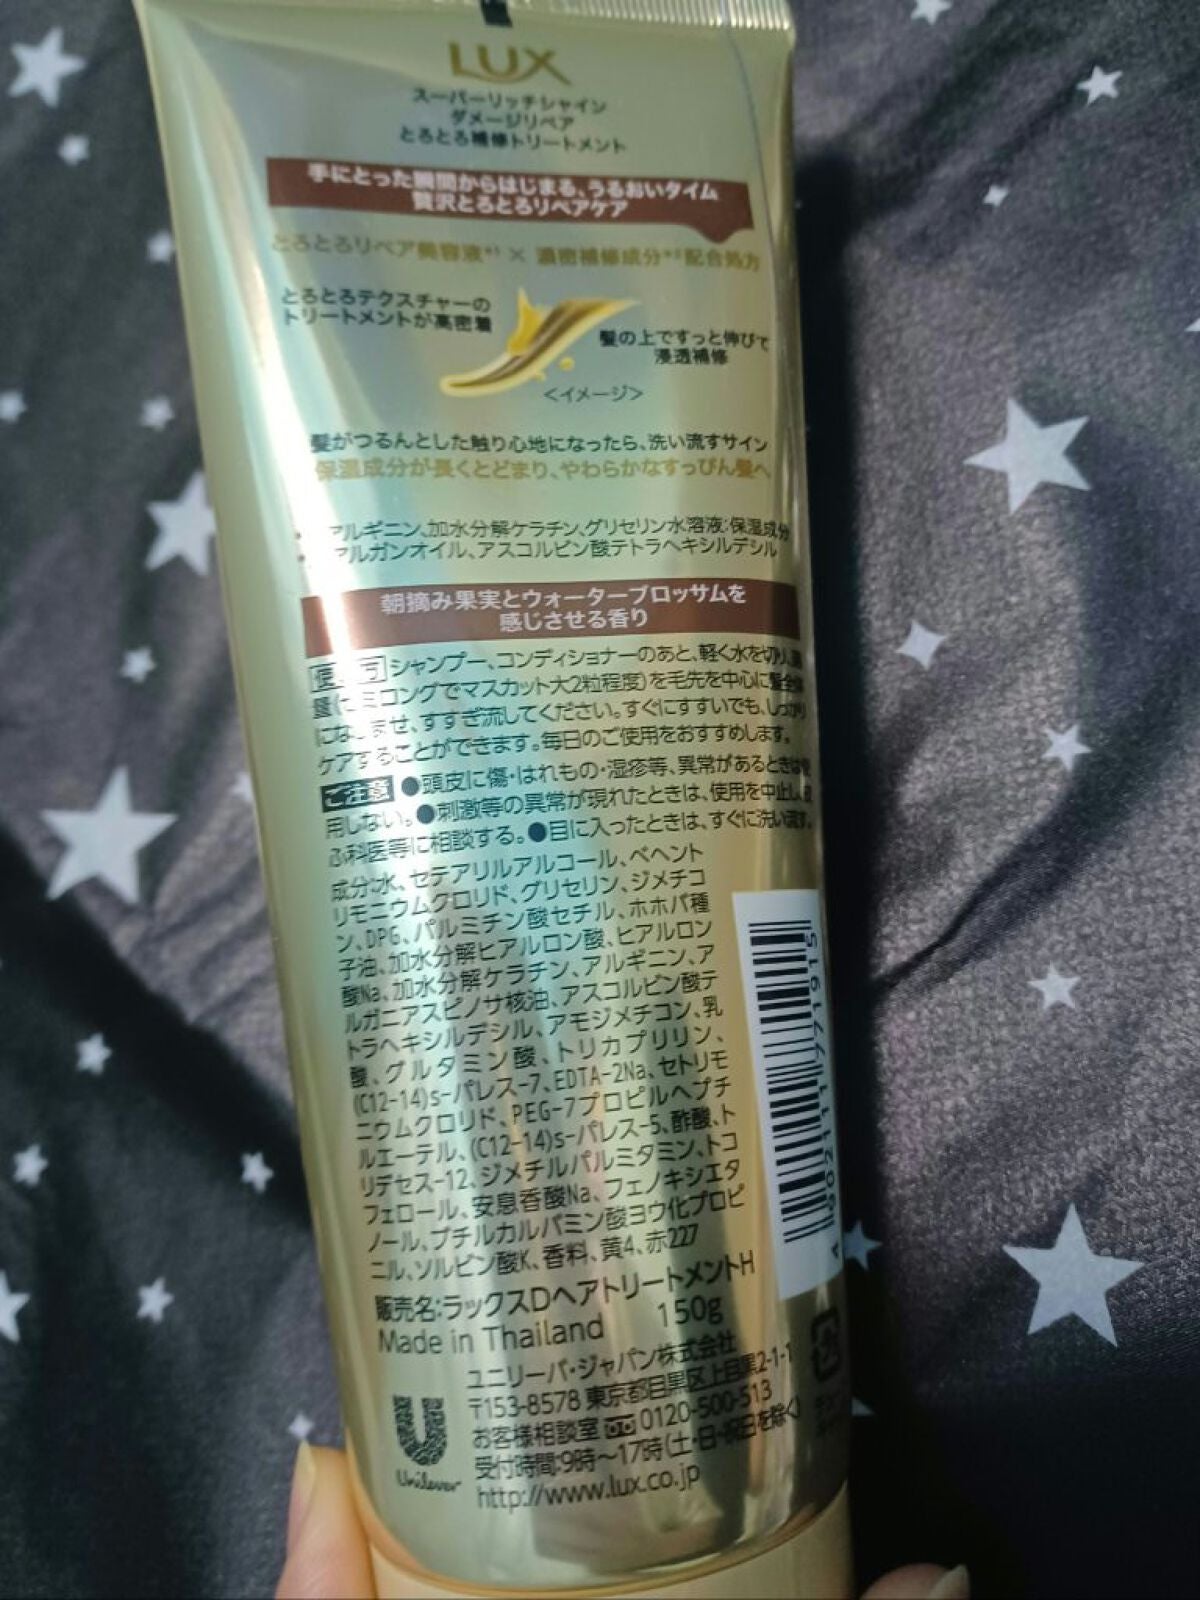 LUX
スーパーリッチシャイン
ダメージリペア
とろとろ補修トリートメント
手にとった瞬間からはじまる、うるおいタイム
贅沢とろとろリペアケア
とろとろリペア美容液*¹ × 濃密補修成分*²配合処方
とろとろテクスチャーの
トリートメントが高密着
髪の上ですっと伸びて
浸透補修
<イメージ>
髪がつるんとした触り心地になったら、洗い流すサイン
保湿成分が長くとどまり、やわらかなすっぴん髪へ
アルギニン、加水分解ケラチン、グリセリン水溶液:保湿成分
アルガンオイル、アスコルビン酸テトラヘキシルデシル
朝摘み果実とウォーターブロッサムを
感じさせる香り
シャンプー、コンディショナーのあと、軽く水を切り、
量(セミロングでマスカット大2粒程度)を毛先を中心に髪全体
になじませ、すすぎ流してください。すぐにすすいでも、しっかり
ケアすることができます。毎日のご使用をおすすめします。
ご注意 ●頭皮に傷・はれもの・湿疹等、異常があるときは
用しない。●刺激等の異常が現れたときは、使用を中止し、
ふ科医等に相談する。●目に入ったときは、すぐに洗い流す。
成分:水、セテアリルアルコール、ベヘント
リモニウムクロリド、グリセリン、ジメチコ
ン、DPG、パルミチン酸セチル、ホホバ種
子油、加水分解ヒアルロン酸、ヒアルロン
酸Na、加水分解ケラチン、アルギニン、ア
ルガニアスピノサ核油、アスコルビン酸テ
トラヘキシルデシル、アモジメチコン、乳
酸、グルタミン酸、トリカプリリン、
(C12-14)s-パレス-7、EDTA-2Na、セトリモ
ニウムクロリド、PEG-7プロピルヘプチ
ルエーテル、(C12-14)s-パレス-5、酢酸、ト
リデセス-12、ジメチルパルミタミン、トコ
フェロール、安息香酸Na、フェノキシエタ
ノール、ブチルカルバミン酸ヨウ化プロピ
ニル、ソルビン酸K、香料、黄4、赤227
販売名:ラックスDヘアトリートメントH
Made in Thailand 150g
ユニリーバ・ジャパン株式会社
〒153-8578 東京都目黒区上目黒2-1-1
お客様相談室 0120-500-513
受付時間:9時~17時(土・日・祝日を除く)
http://www.lux.co.jp
Unilever
4 902111 771915